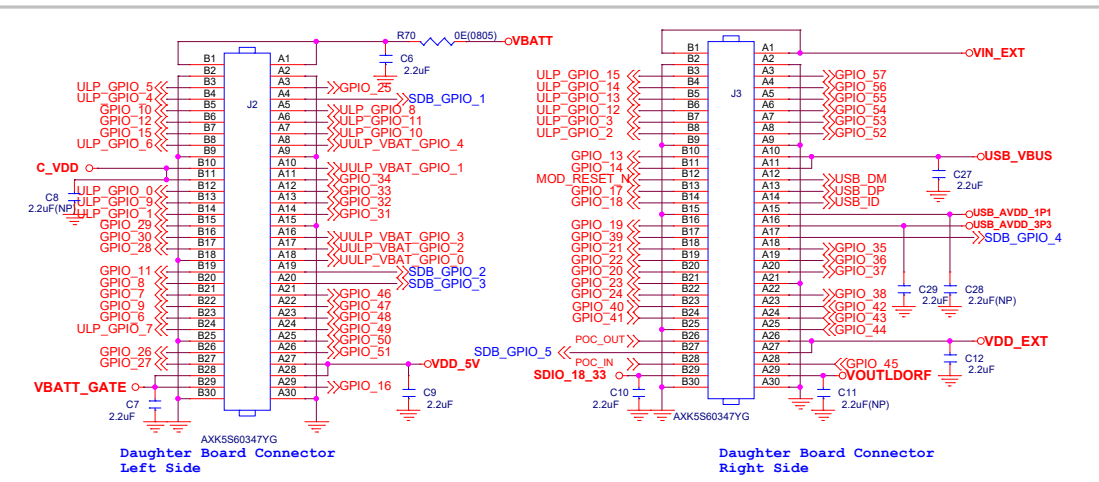 R70 0E(0805) VBATT
C6
2.2uF
B1 A1
B2 A2
B3 A3
ULP_GPIO_5 B4 A4 GPIO_25
ULP_GPIO_4 B5 J2 A5 SDB_GPIO_1
GPIO_10 B6 A6 ULP_GPIO_8
GPIO_12 B7 A7 ULP_GPIO_11
GPIO_15 B8 A8 ULP_GPIO_10
ULP_GPIO_6 B9 A9 ULP_VBAT_GPIO_4
C_VDD B10 A10 UULP_VBAT_GPIO_1
B11 A11 GPIO_34
ULP_GPIO_0 B12 A12 GPIO_33
ULP_GPIO_9 B13 A13 GPIO_32
ULP_GPIO_1 B14 A14 GPIO_31
C8
2.2uF(NP)
GPIO_29 B15 A15
GPIO_30 B16 A16 UULP_VBAT_GPIO_3
GPIO_28 B17 A17 UULP_VBAT_GPIO_2
B18 A18 UULP_VBAT_GPIO_0
GPIO_11 B19 A19 SDB_GPIO_2
GPIO_8 B20 A20 SDB_GPIO_3
GPIO_7 B21 A21 GPIO_46
GPIO_9 B22 A22 GPIO_47
GPIO_6 B23 A23 GPIO_48
ULP_GPIO_7 B24 A24 GPIO_49
B25 A25 GPIO_50
GPIO_26 B26 A26 GPIO_51
GPIO_27 B27 A27 VDD_5V
B28 A28
VBATT_GATE B29 A29 GPIO_16
B30 A30
C7
2.2uF
C9
2.2uF
AXK5S60347YG
Daughter Board Connector
Left Side
B1 A1 VIN_EXT
B2 A2
ULP_GPIO_15 B3 A3 GPIO_57
ULP_GPIO_14 B4 A4 GPIO_56
ULP_GPIO_13 B5 J3 A5 GPIO_55
ULP_GPIO_12 B6 A6 GPIO_54
ULP_GPIO_3 B7 A7 GPIO_53
ULP_GPIO_2 B8 A8 GPIO_52
B9 A9
GPIO_13 B10 A10 USB_VBUS
GPIO_14 B11 A11
MOD_RESET_N B12 A12 USB_DM
GPIO_17 B13 A13 USB_DP
GPIO_18 B14 A14 USB_ID
C27
2.2uF
B15 A15 USB_AVDD_1P1
GPIO_19 B16 A16 USB_AVDD_3P3
GPIO_39 B17 A17 SDB_GPIO_4
GPIO_21 B18 A18 GPIO_35
GPIO_22 B19 A19 GPIO_36
GPIO_20 B20 A20 GPIO_37
GPIO_23 B21 A21
GPIO_24 B22 A22 GPIO_38
GPIO_40 B23 A23 GPIO_42
GPIO_41 B24 A24 GPIO_43
B25 A25 GPIO_44
C29
2.2uF
C28
2.2uF(NP)
POC_OUT B26 A26 VDD_EXT
SDB_GPIO_5 B27 A27
POC_IN B28 A28 GPIO_45
SDIO_18_33 B29 A29 VOUTLDORF
B30 A30
C12
2.2uF
C10
2.2uF
C11
2.2uF(NP)
AXK5S60347YG
Daughter Board Connector
Right Side